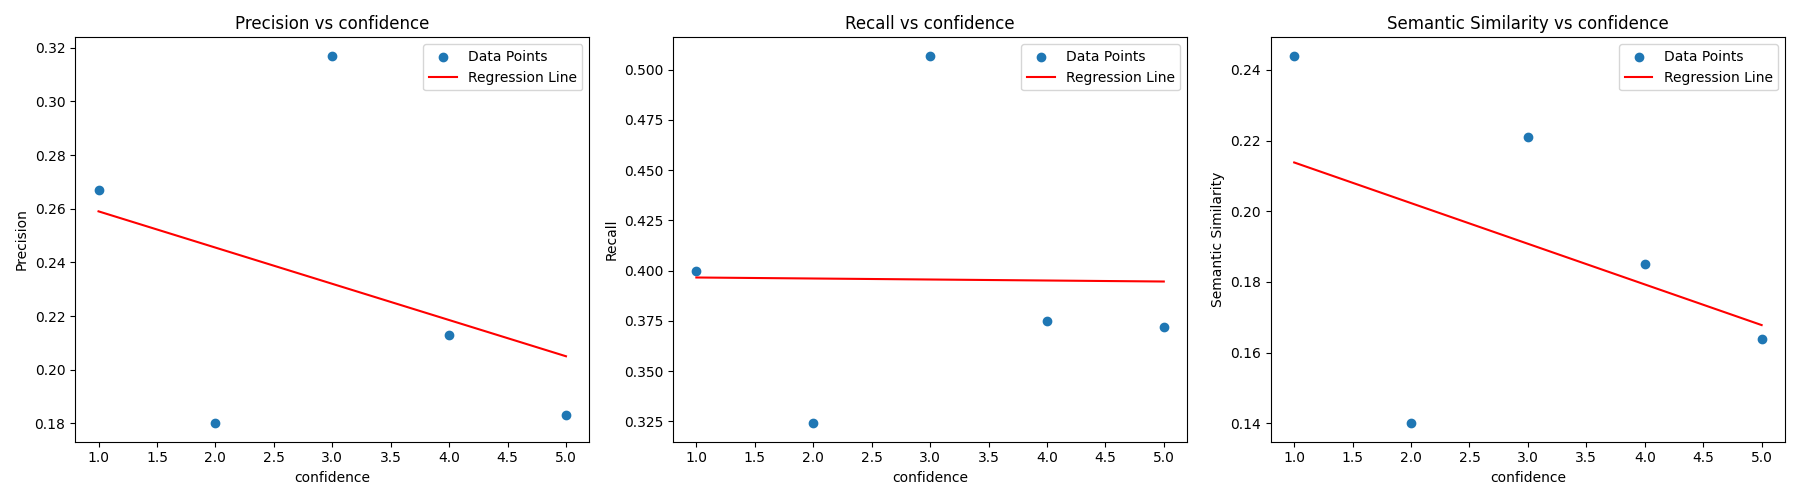 Precision vs confidence
Data Points
Regression Line
0.32
0.30
0.28
0.26
0.24
0.22
0.20
0.18
Precision
1.0 1.5 2.0 2.5 3.0 3.5 4.0 4.5 5.0
confidence
Recall vs confidence
Data Points
Regression Line
0.500
0.475
0.450
0.425
0.400
0.375
0.350
0.325
Recall
1.0 1.5 2.0 2.5 3.0 3.5 4.0 4.5 5.0
confidence
Semantic Similarity vs confidence
Data Points
Regression Line
0.24
0.22
0.20
0.18
0.16
0.14
Semantic Similarity
1.0 1.5 2.0 2.5 3.0 3.5 4.0 4.5 5.0
confidence